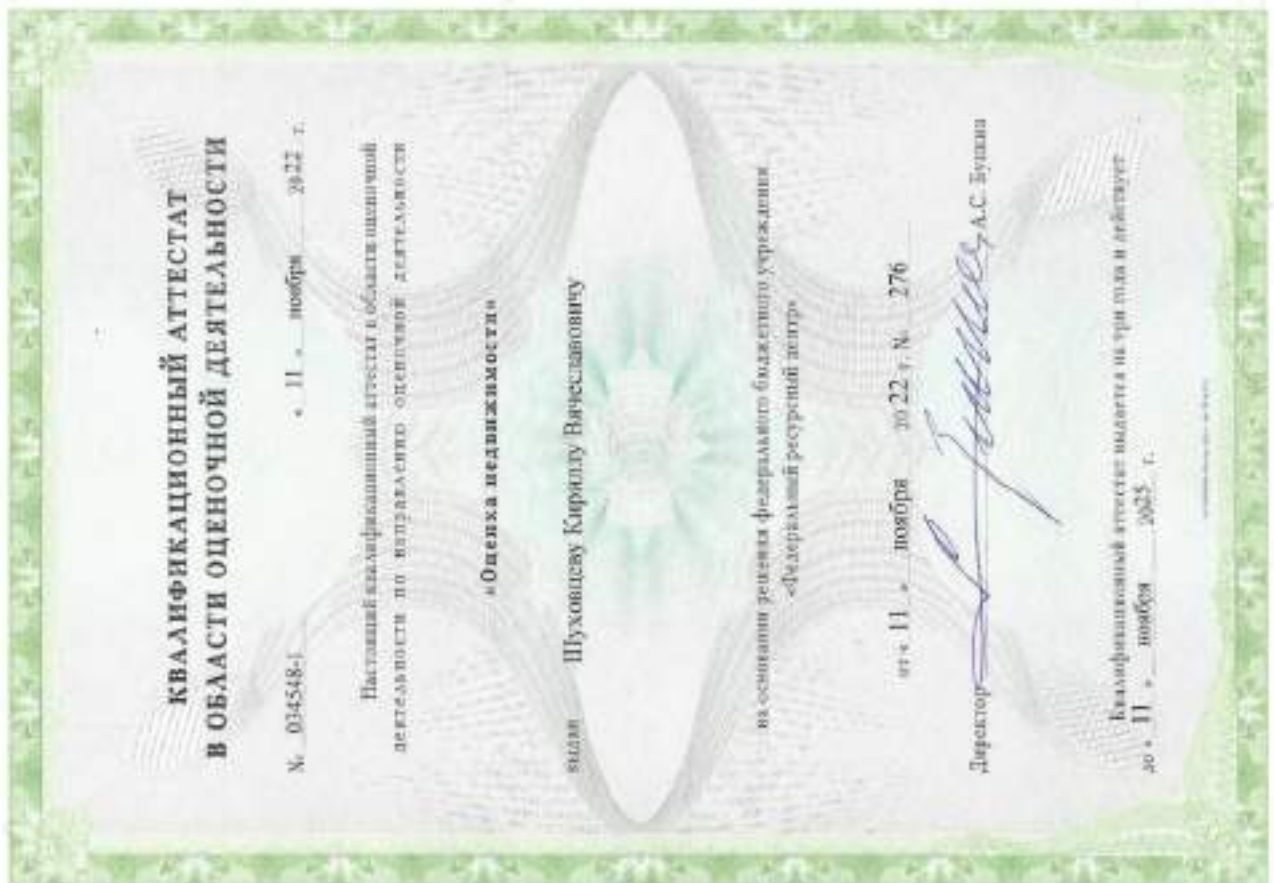 КВАЛИФИКАЦИОННЫЙ АТТЕСТАТ
В ОБЛАСТИ ОЦЕНОЧНОЙ ДЕЯТЕЛЬНОСТИ
№ 034548-1 « 11 » ноября 2022 г.
Настоящий квалификационный аттестат в области оценочной
деятельности по направлению оценочной деятельности
«Оценка недвижимости»
выдан Шуховцеву Кириллу Вячеславовичу
на основании решения федерального бюджетного учреждения
«Федеральный ресурсный центр»
от « 11 » ноября 20 22 г. № 276
Директор А.С. Бункин
Квалификационный аттестат выдается на три года и действует
до « 11 » ноября 2025 г.